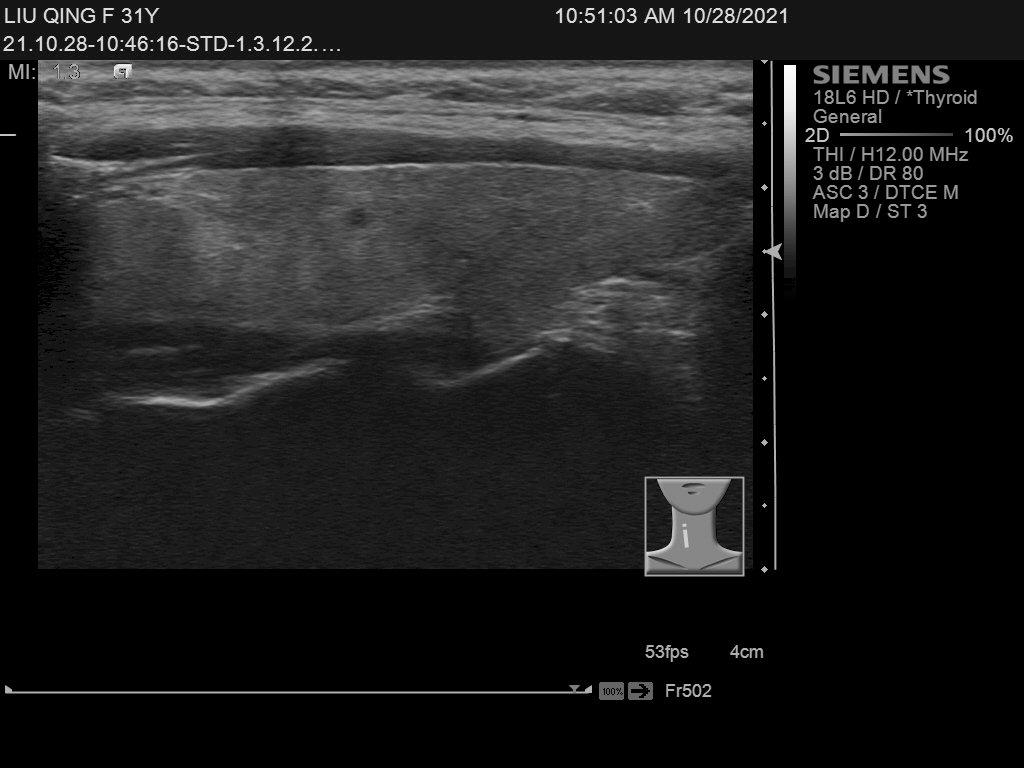 LIU QING F 31Y
10:51:03 AM 10/28/2021
21.10.28-10:46:16-STD-1.3.12.2....
MI: 1.3
SIEMENS
18L6 HD / *Thyroid
General
2D 100%
THI / H12.00 MHz
3 dB / DR 80
ASC 3 / DTCE M
Map D / ST 3
53fps 4cm
100% Fr502